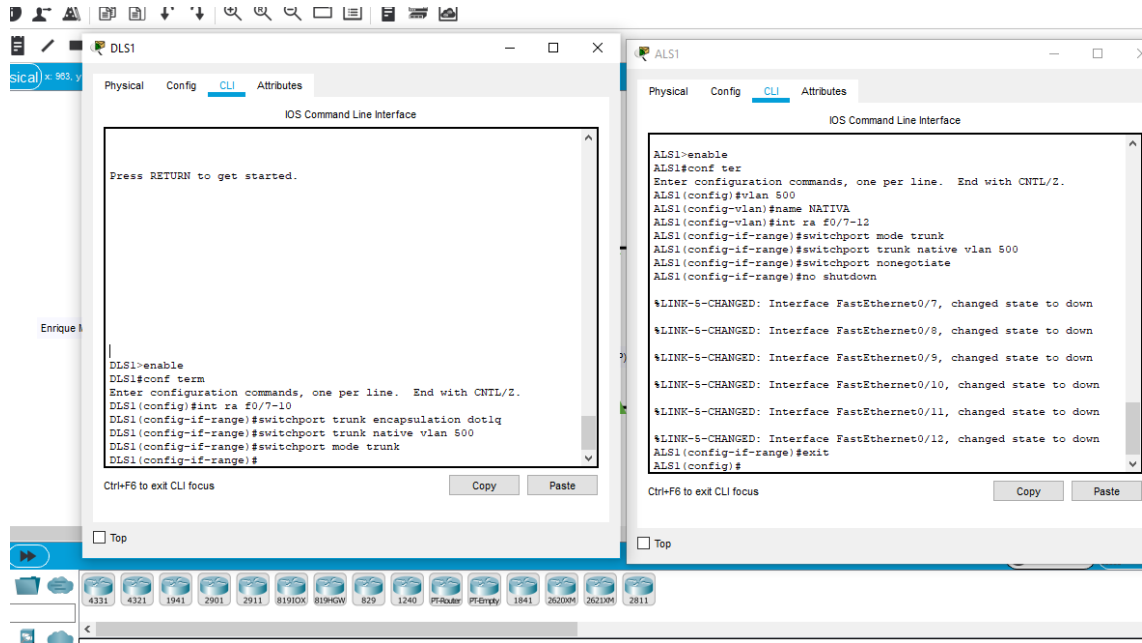 sical) x: 963, y
Enrique
DLS1
Physical Config CLI Attributes
IOS Command Line Interface
Press RETURN to get started.
DLS1>enable
DLS1#conf term
Enter configuration commands, one per line. End with CNTL/Z.
DLS1(config)#int ra f0/7-10
DLS1(config-if-range)#switchport trunk encapsulation dot1q
DLS1(config-if-range)#switchport trunk native vlan 500
DLS1(config-if-range)#switchport mode trunk
DLS1(config-if-range)#
Ctrl+F6 to exit CLI focus
Copy Paste
Top
ALS1
Physical Config CLI Attributes
IOS Command Line Interface
ALS1>enable
ALS1#conf ter
Enter configuration commands, one per line. End with CNTL/Z.
ALS1(config)#vlan 500
ALS1(config-vlan)#name NATIVA
ALS1(config-vlan)#int ra f0/7-12
ALS1(config-if-range)#switchport mode trunk
ALS1(config-if-range)#switchport trunk native vlan 500
ALS1(config-if-range)#switchport nonegotiate
ALS1(config-if-range)#no shutdown
%LINK-5-CHANGED: Interface FastEthernet0/7, changed state to down
%LINK-5-CHANGED: Interface FastEthernet0/8, changed state to down
%LINK-5-CHANGED: Interface FastEthernet0/9, changed state to down
%LINK-5-CHANGED: Interface FastEthernet0/10, changed state to down
%LINK-5-CHANGED: Interface FastEthernet0/11, changed state to down
%LINK-5-CHANGED: Interface FastEthernet0/12, changed state to down
ALS1(config-if-range)#exit
ALS1(config)#
Ctrl+F6 to exit CLI focus
Copy Paste
Top
4331 4321 1941 2901 2911 819IOX 819HGW 829 1240 PT-Router PT-Empty 1841 2620XM 2621XM 2811